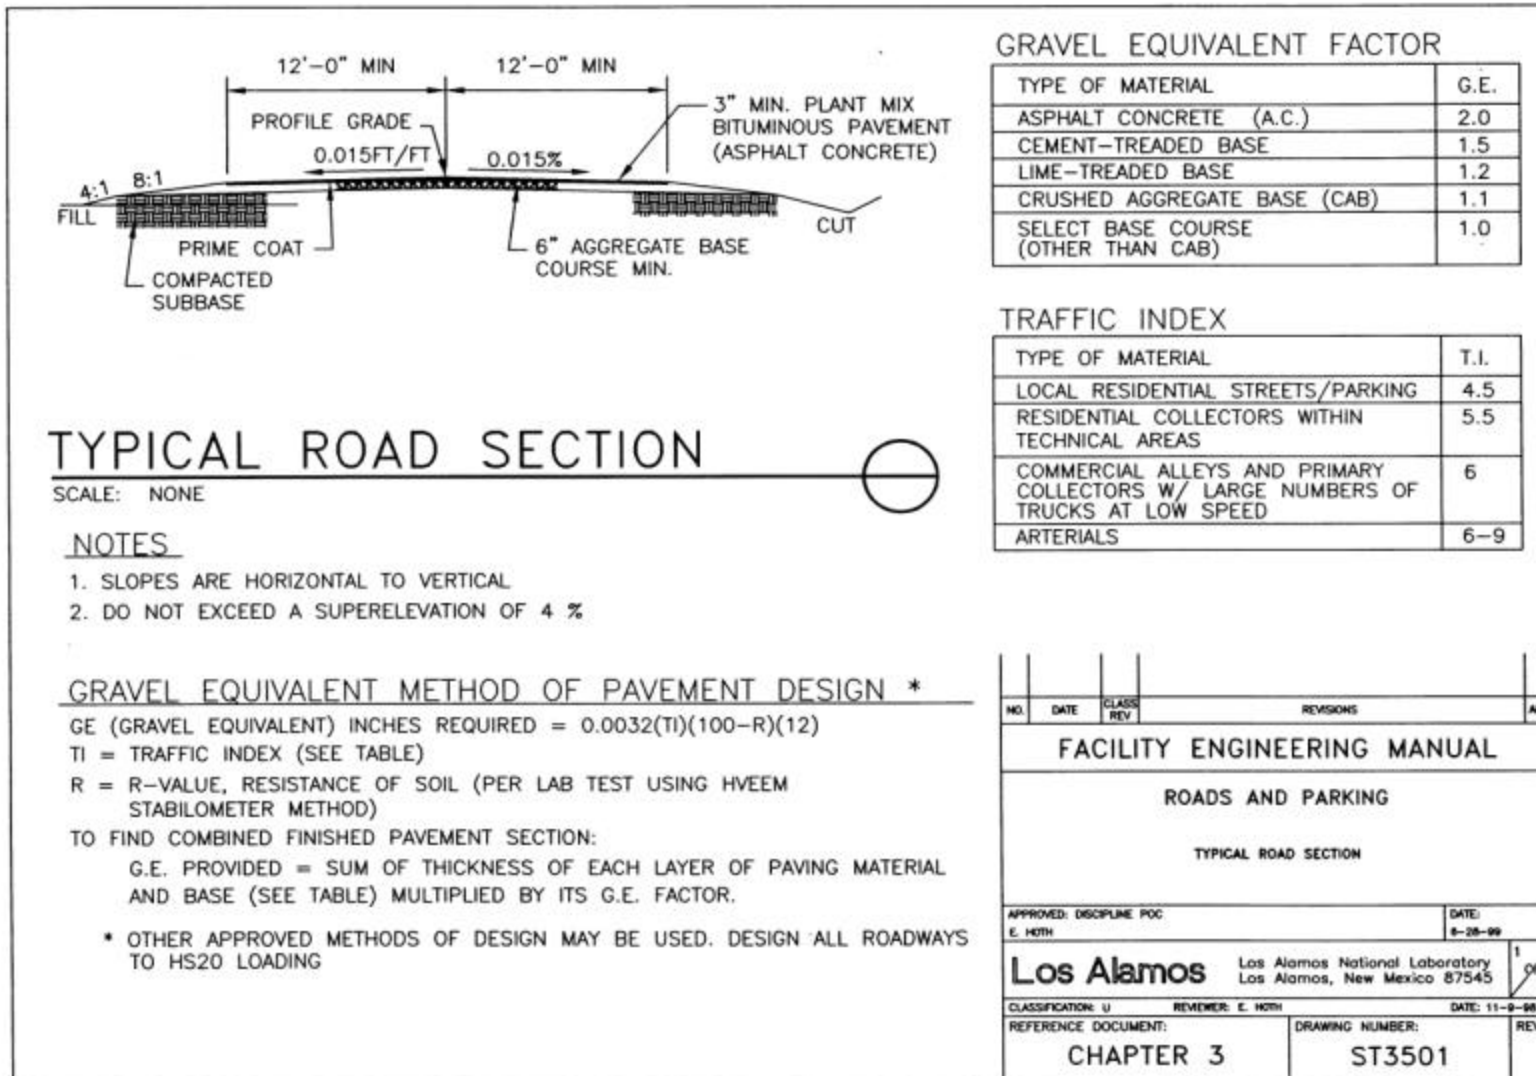 12'-0" MIN
12'-0" MIN
PROFILE GRADE
3" MIN. PLANT MIX
BITUMINOUS PAVEMENT
(ASPHALT CONCRETE)
0.015FT/FT
0.015%
4:1
8:1
FILL
CUT
PRIME COAT
6" AGGREGATE BASE
COURSE MIN.
COMPACTED
SUBBASE
TYPICAL ROAD SECTION
SCALE: NONE
NOTES
1. SLOPES ARE HORIZONTAL TO VERTICAL
2. DO NOT EXCEED A SUPERELEVATION OF 4 %
GRAVEL EQUIVALENT METHOD OF PAVEMENT DESIGN *
GE (GRAVEL EQUIVALENT) INCHES REQUIRED = 0.0032(TI)(100-R)(12)
TI = TRAFFIC INDEX (SEE TABLE)
R = R-VALUE, RESISTANCE OF SOIL (PER LAB TEST USING HVEEM
STABILOMETER METHOD)
TO FIND COMBINED FINISHED PAVEMENT SECTION:
G.E. PROVIDED = SUM OF THICKNESS OF EACH LAYER OF PAVING MATERIAL
AND BASE (SEE TABLE) MULTIPLIED BY ITS G.E. FACTOR.
* OTHER APPROVED METHODS OF DESIGN MAY BE USED. DESIGN ALL ROADWAYS
TO HS20 LOADING
GRAVEL EQUIVALENT FACTOR
TYPE OF MATERIAL G.E.
ASPHALT CONCRETE (A.C.) 2.0
CEMENT-TREADED BASE 1.5
LIME-TREADED BASE 1.2
CRUSHED AGGREGATE BASE (CAB) 1.1
SELECT BASE COURSE 1.0
(OTHER THAN CAB)
TRAFFIC INDEX
TYPE OF MATERIAL T.I.
LOCAL RESIDENTIAL STREETS/PARKING 4.5
RESIDENTIAL COLLECTORS WITHIN 5.5
TECHNICAL AREAS
COMMERCIAL ALLEYS AND PRIMARY 6
COLLECTORS W/ LARGE NUMBERS OF
TRUCKS AT LOW SPEED
ARTERIALS 6-9
NO. DATE CLASS REVISIONS
REV
FACILITY ENGINEERING MANUAL
ROADS AND PARKING
TYPICAL ROAD SECTION
APPROVED: DISCIPLINE POC DATE:
E. HOTH 8-28-99
Los Alamos
Los Alamos National Laboratory 1
Los Alamos, New Mexico 87545
CLASSIFICATION: U REVIEWER: E. HOTH DATE: 11-9-98
REFERENCE DOCUMENT: DRAWING NUMBER: REV
CHAPTER 3 ST3501